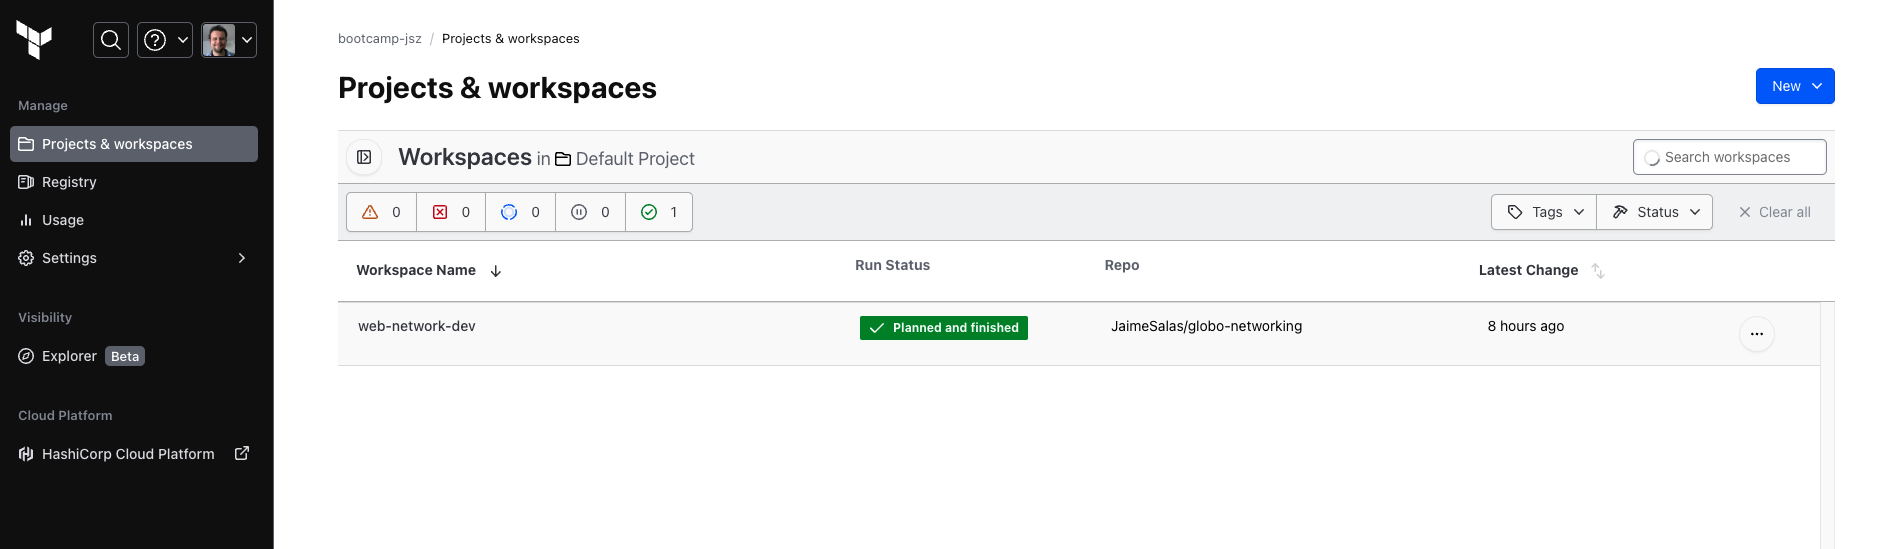 Manage
Projects & workspaces
Registry
Usage
Settings
Visibility
Explorer Beta
Cloud Platform
HashiCorp Cloud Platform
bootcamp-jsz / Projects & workspaces
Projects & workspaces
New
Workspaces in Default Project
Search workspaces
0 0 0 0 1
Tags Status Clear all
Workspace Name Run Status Repo Latest Change
web-network-dev Planned and finished JaimeSalas/globo-networking 8 hours ago